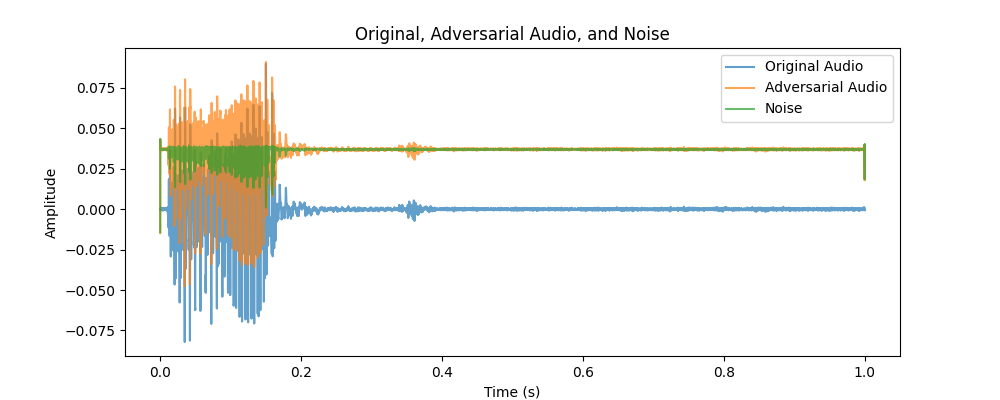 Original, Adversarial Audio, and Noise
Original Audio
Adversarial Audio
Noise
Amplitude
0.075
0.050
0.025
0.000
−0.025
−0.050
−0.075
0.0 0.2 0.4 0.6 0.8 1.0
Time (s)